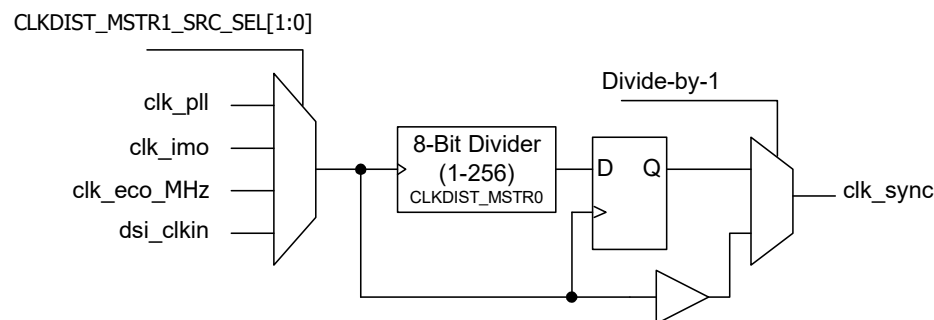 CLKDIST_MSTR1_SRC_SEL[1:0]
clk_pll
clk_imo
clk_eco_MHz
dsi_clkin
8-Bit Divider
(1-256)
CLKDIST_MSTR0
D Q
Divide-by-1
clk_sync